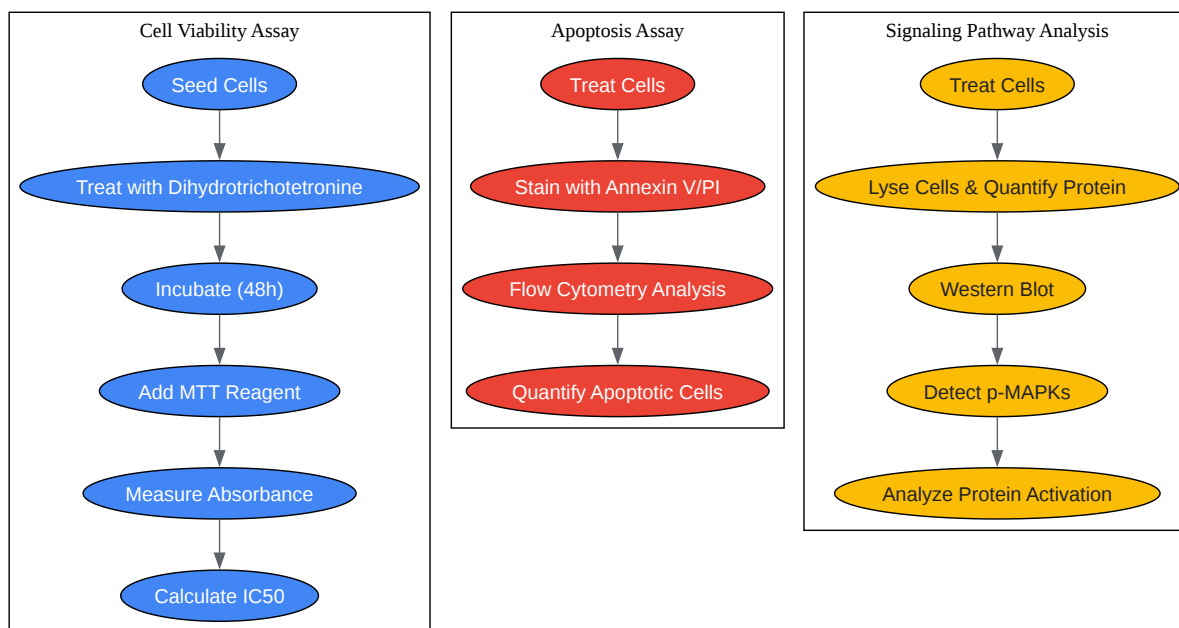 Cell Viability Assay
Seed Cells
Treat with Dihydrotrichotetronine
Incubate (48h)
Add MTT Reagent
Measure Absorbance
Calculate IC50
Apoptosis Assay
Treat Cells
Stain with Annexin V/PI
Flow Cytometry Analysis
Quantify Apoptotic Cells
Signaling Pathway Analysis
Treat Cells
Lyse Cells & Quantify Protein
Western Blot
Detect p-MAPKs
Analyze Protein Activation